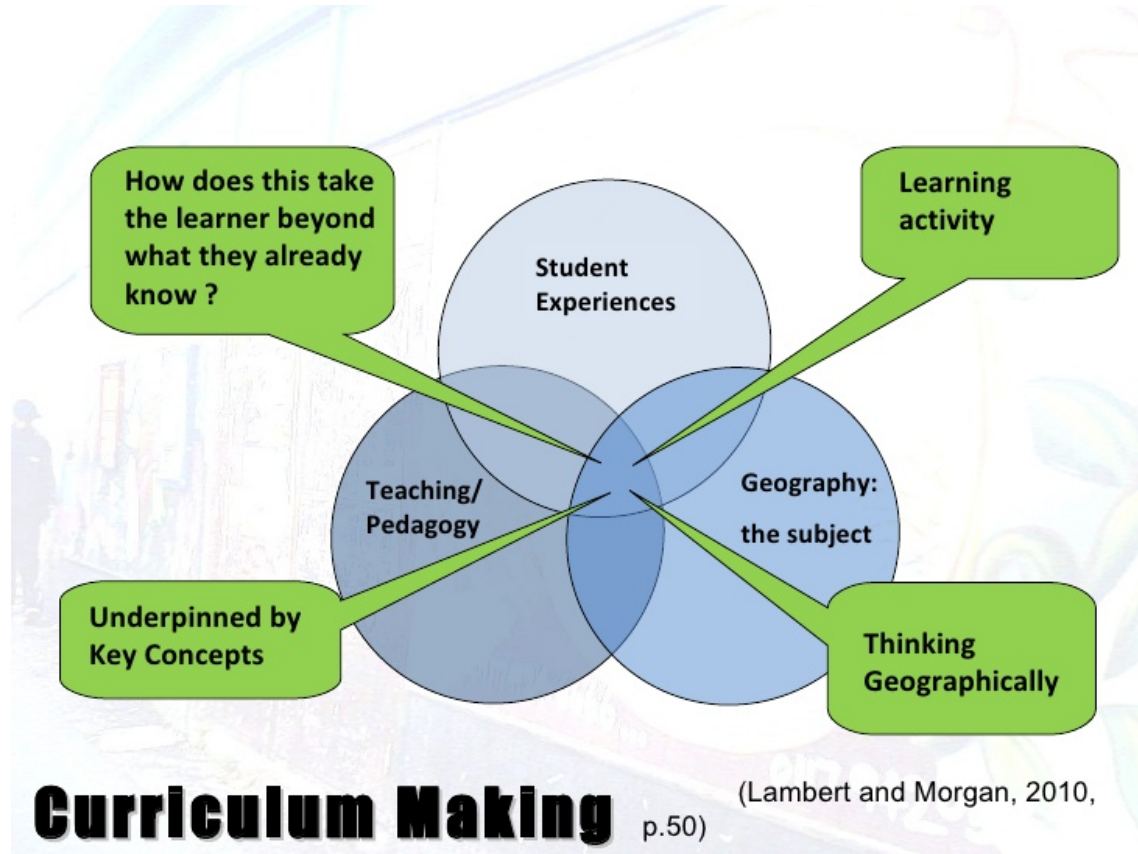 How does this take
the learner beyond
what they already
know ?
Learning
activity
Student
Experiences
Teaching/
Pedagogy
Geography:
the subject
Underpinned by
Key Concepts
Thinking
Geographically
Curriculum Making
(Lambert and Morgan, 2010,
p.50)